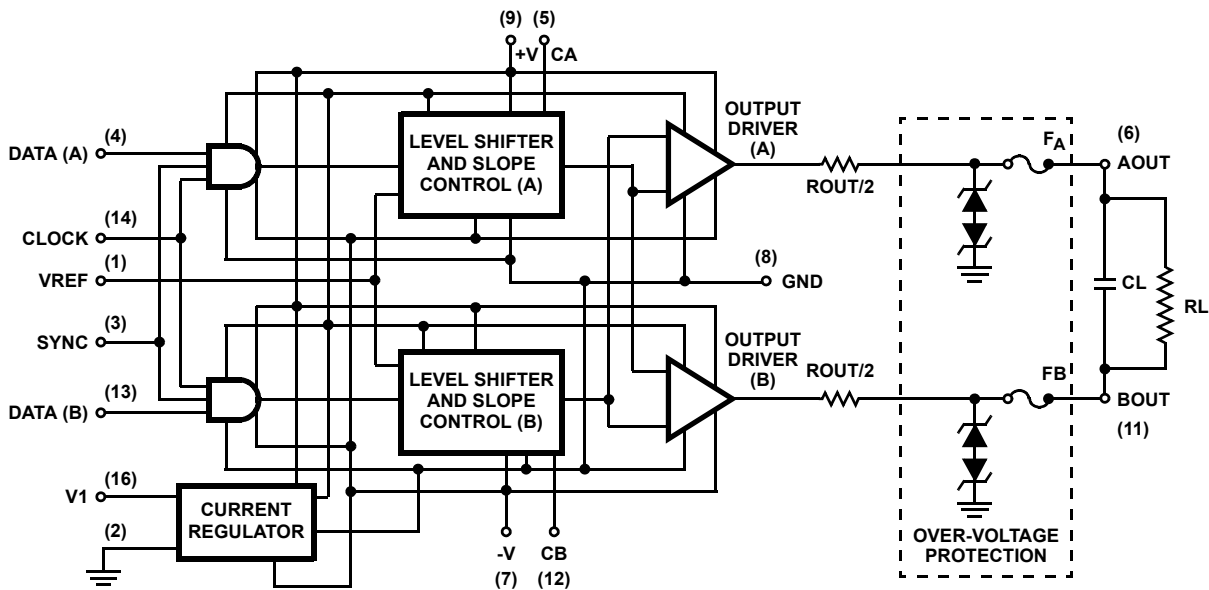 (9)
(5)
+V
CA
DATA (A)
(4)
LEVEL SHIFTER
AND SLOPE
CONTROL (A)
OUTPUT
DRIVER
(A)
ROUT/2
FA
(6)
AOUT
CLOCK
(14)
VREF
(1)
(8)
GND
CL
RL
SYNC
(3)
DATA (B)
(13)
LEVEL SHIFTER
AND SLOPE
CONTROL (B)
OUTPUT
DRIVER
(B)
ROUT/2
FB
BOUT
(11)
V1
(16)
(2)
CURRENT
REGULATOR
-V
(7)
CB
(12)
OVER-VOLTAGE
PROTECTION